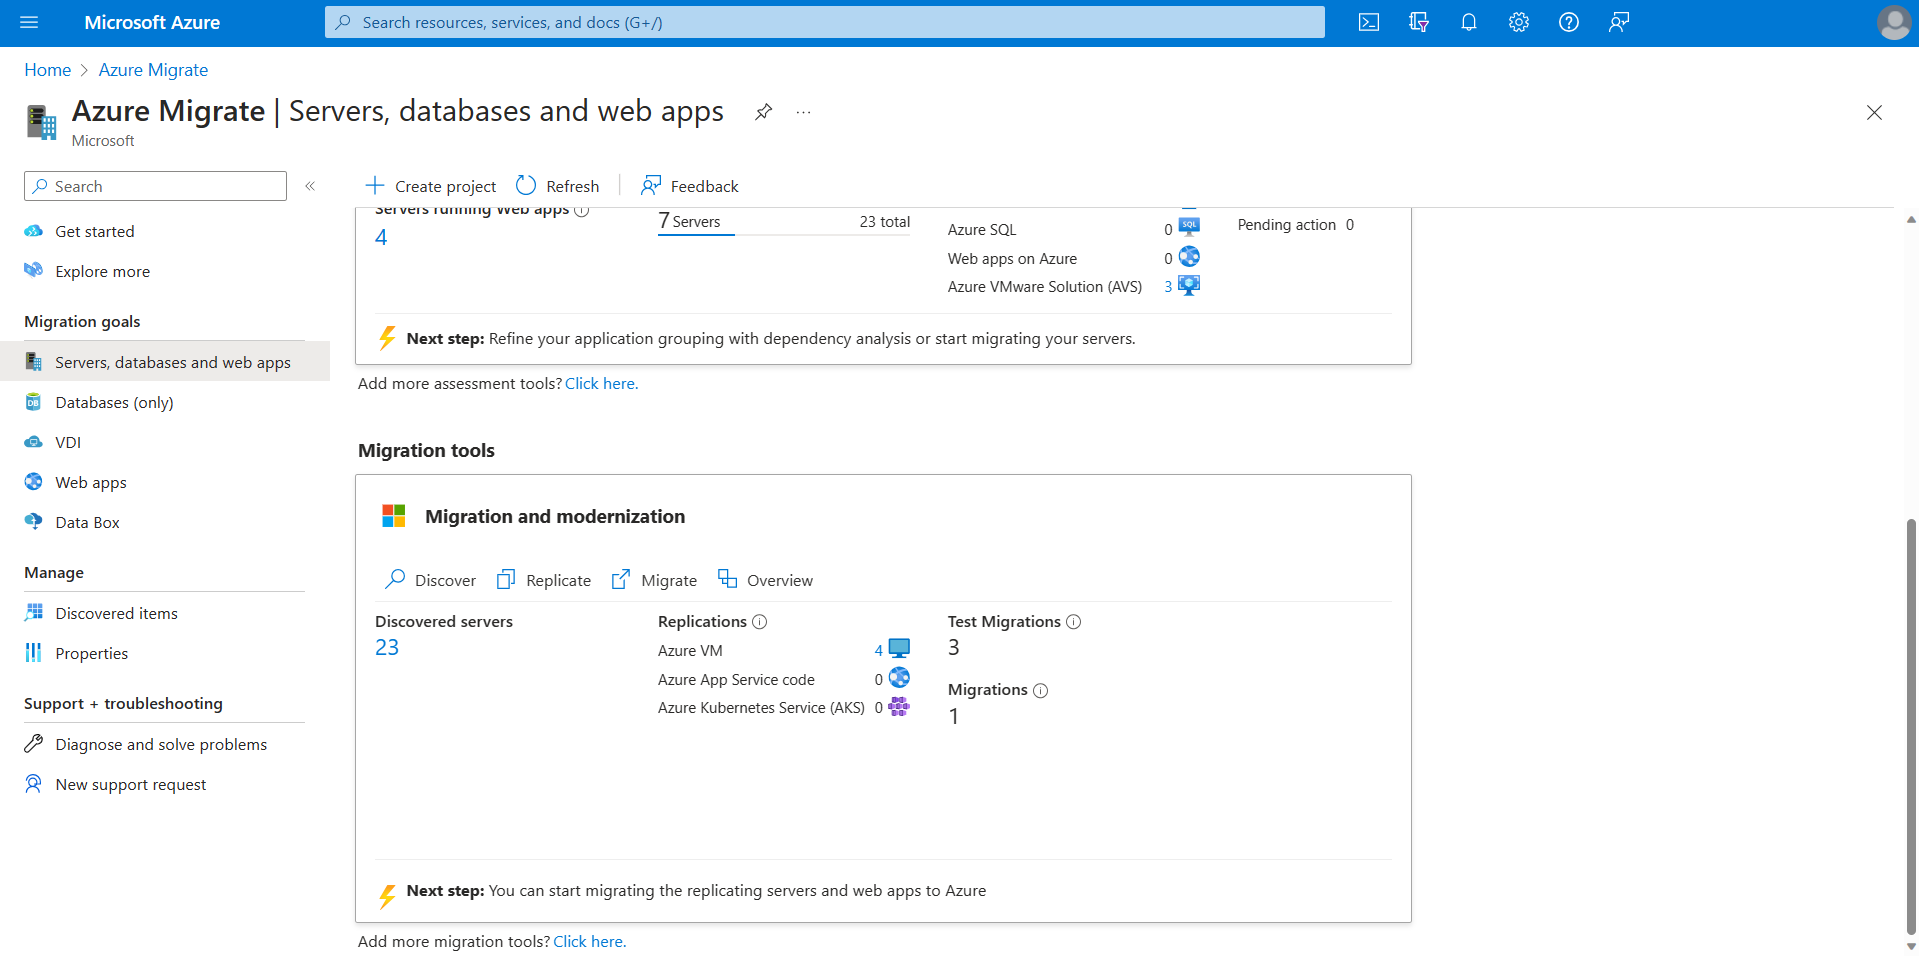 Microsoft Azure
Search resources, services, and docs (G+/)
Home > Azure Migrate
Azure Migrate | Servers, databases and web apps
Microsoft
Search
Get started
Explore more
Migration goals
Servers, databases and web apps
Databases (only)
VDI
Web apps
Data Box
Manage
Discovered items
Properties
Support + troubleshooting
Diagnose and solve problems
New support request
Create project
Refresh
Feedback
Servers running Web apps
4
7 Servers 23 total
Azure SQL 0
Web apps on Azure 0
Azure VMware Solution (AVS) 3
Pending action 0
Next step: Refine your application grouping with dependency analysis or start migrating your servers.
Add more assessment tools? Click here.
Migration tools
Migration and modernization
Discover
Replicate
Migrate
Overview
Discovered servers
23
Replications
Azure VM 4
Azure App Service code 0
Azure Kubernetes Service (AKS) 0
Test Migrations
3
Migrations
1
Next step: You can start migrating the replicating servers and web apps to Azure
Add more migration tools? Click here.